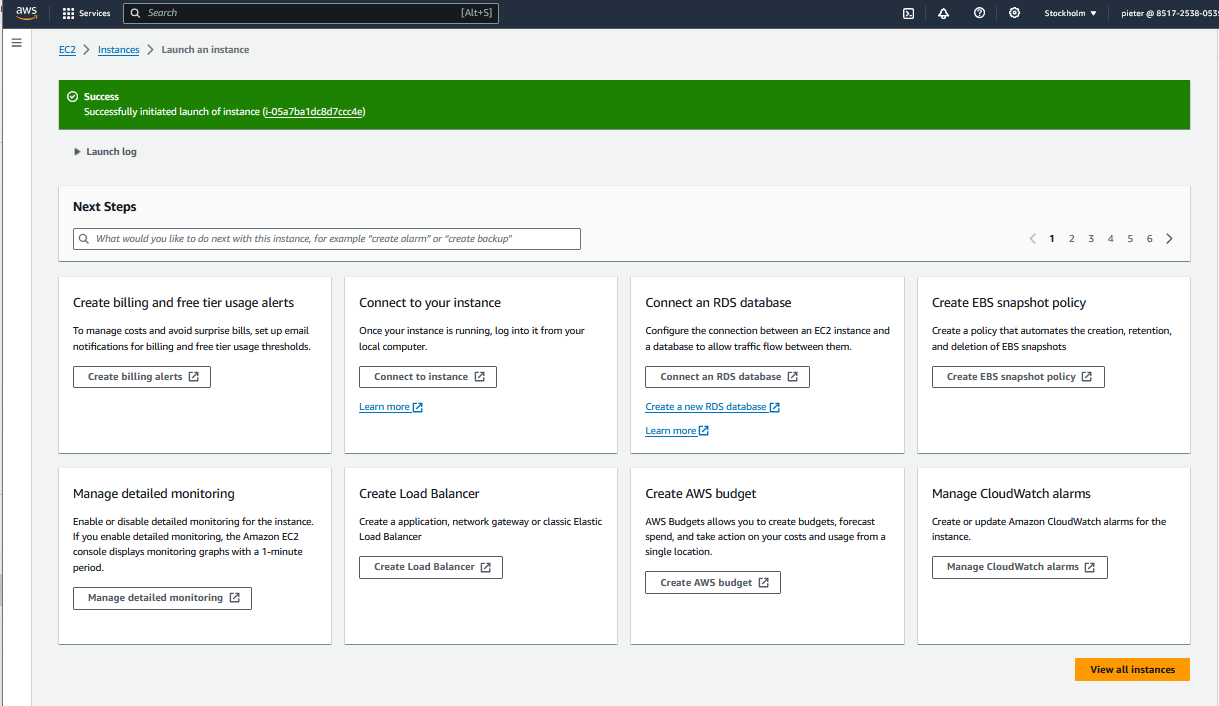 aws
Services
Search
[Alt+S]
Stockholm ▼
pieter @ 8517-2538-053
EC2 > Instances > Launch an instance
Success
Successfully initiated launch of instance (i-05a7ba1dc8d7ccc4e)
Launch log
Next Steps
What would you like to do next with this instance, for example “create alarm” or “create backup”
1 2 3 4 5 6
Create billing and free tier usage alerts
To manage costs and avoid surprise bills, set up email
notifications for billing and free tier usage thresholds.
Create billing alerts
Connect to your instance
Once your instance is running, log into it from your
local computer.
Connect to instance
Learn more
Connect an RDS database
Configure the connection between an EC2 instance and
a database to allow traffic flow between them.
Connect an RDS database
Create a new RDS database
Learn more
Create EBS snapshot policy
Create a policy that automates the creation, retention,
and deletion of EBS snapshots
Create EBS snapshot policy
Manage detailed monitoring
Enable or disable detailed monitoring for the instance.
If you enable detailed monitoring, the Amazon EC2
console displays monitoring graphs with a 1-minute
period.
Manage detailed monitoring
Create Load Balancer
Create a application, network gateway or classic Elastic
Load Balancer
Create Load Balancer
Create AWS budget
AWS Budgets allows you to create budgets, forecast
spend, and take action on your costs and usage from a
single location.
Create AWS budget
Manage CloudWatch alarms
Create or update Amazon CloudWatch alarms for the
instance.
Manage CloudWatch alarms
View all instances